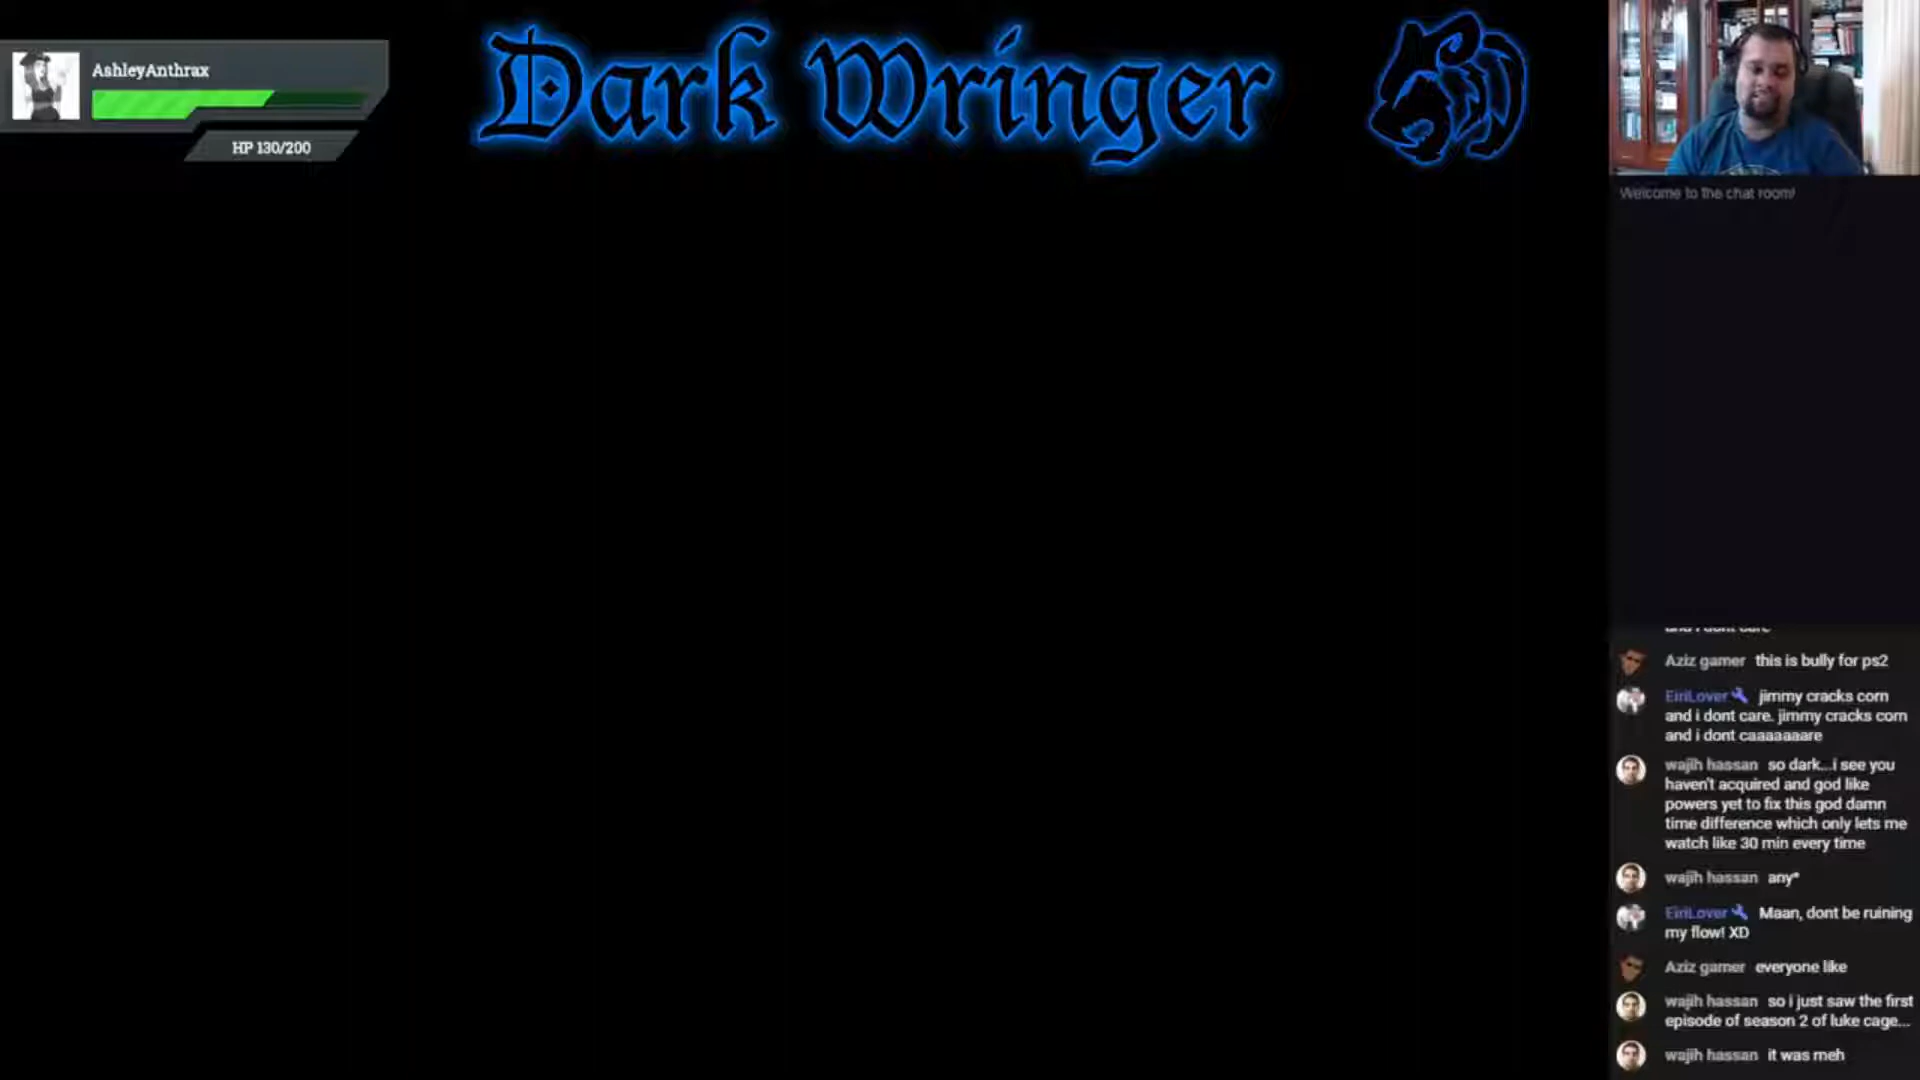 AshleyAnthrax
HP 130/200
Dark Wringer
Welcome to the chat room!
and i dont care
Aziz gamer this is bully for ps2
EiriLover jimmy cracks corn
and i dont care. jimmy cracks corn
and i dont caaaaaaare
wajih hassan so dark...i see you
haven't acquired and god like
powers yet to fix this god damn
time difference which only lets me
watch like 30 min every time
wajih hassan any*
EiriLover Maan, dont be ruining
my flow! XD
Aziz gamer everyone like
wajih hassan so i just saw the first
episode of season 2 of luke cage...
wajih hassan it was meh